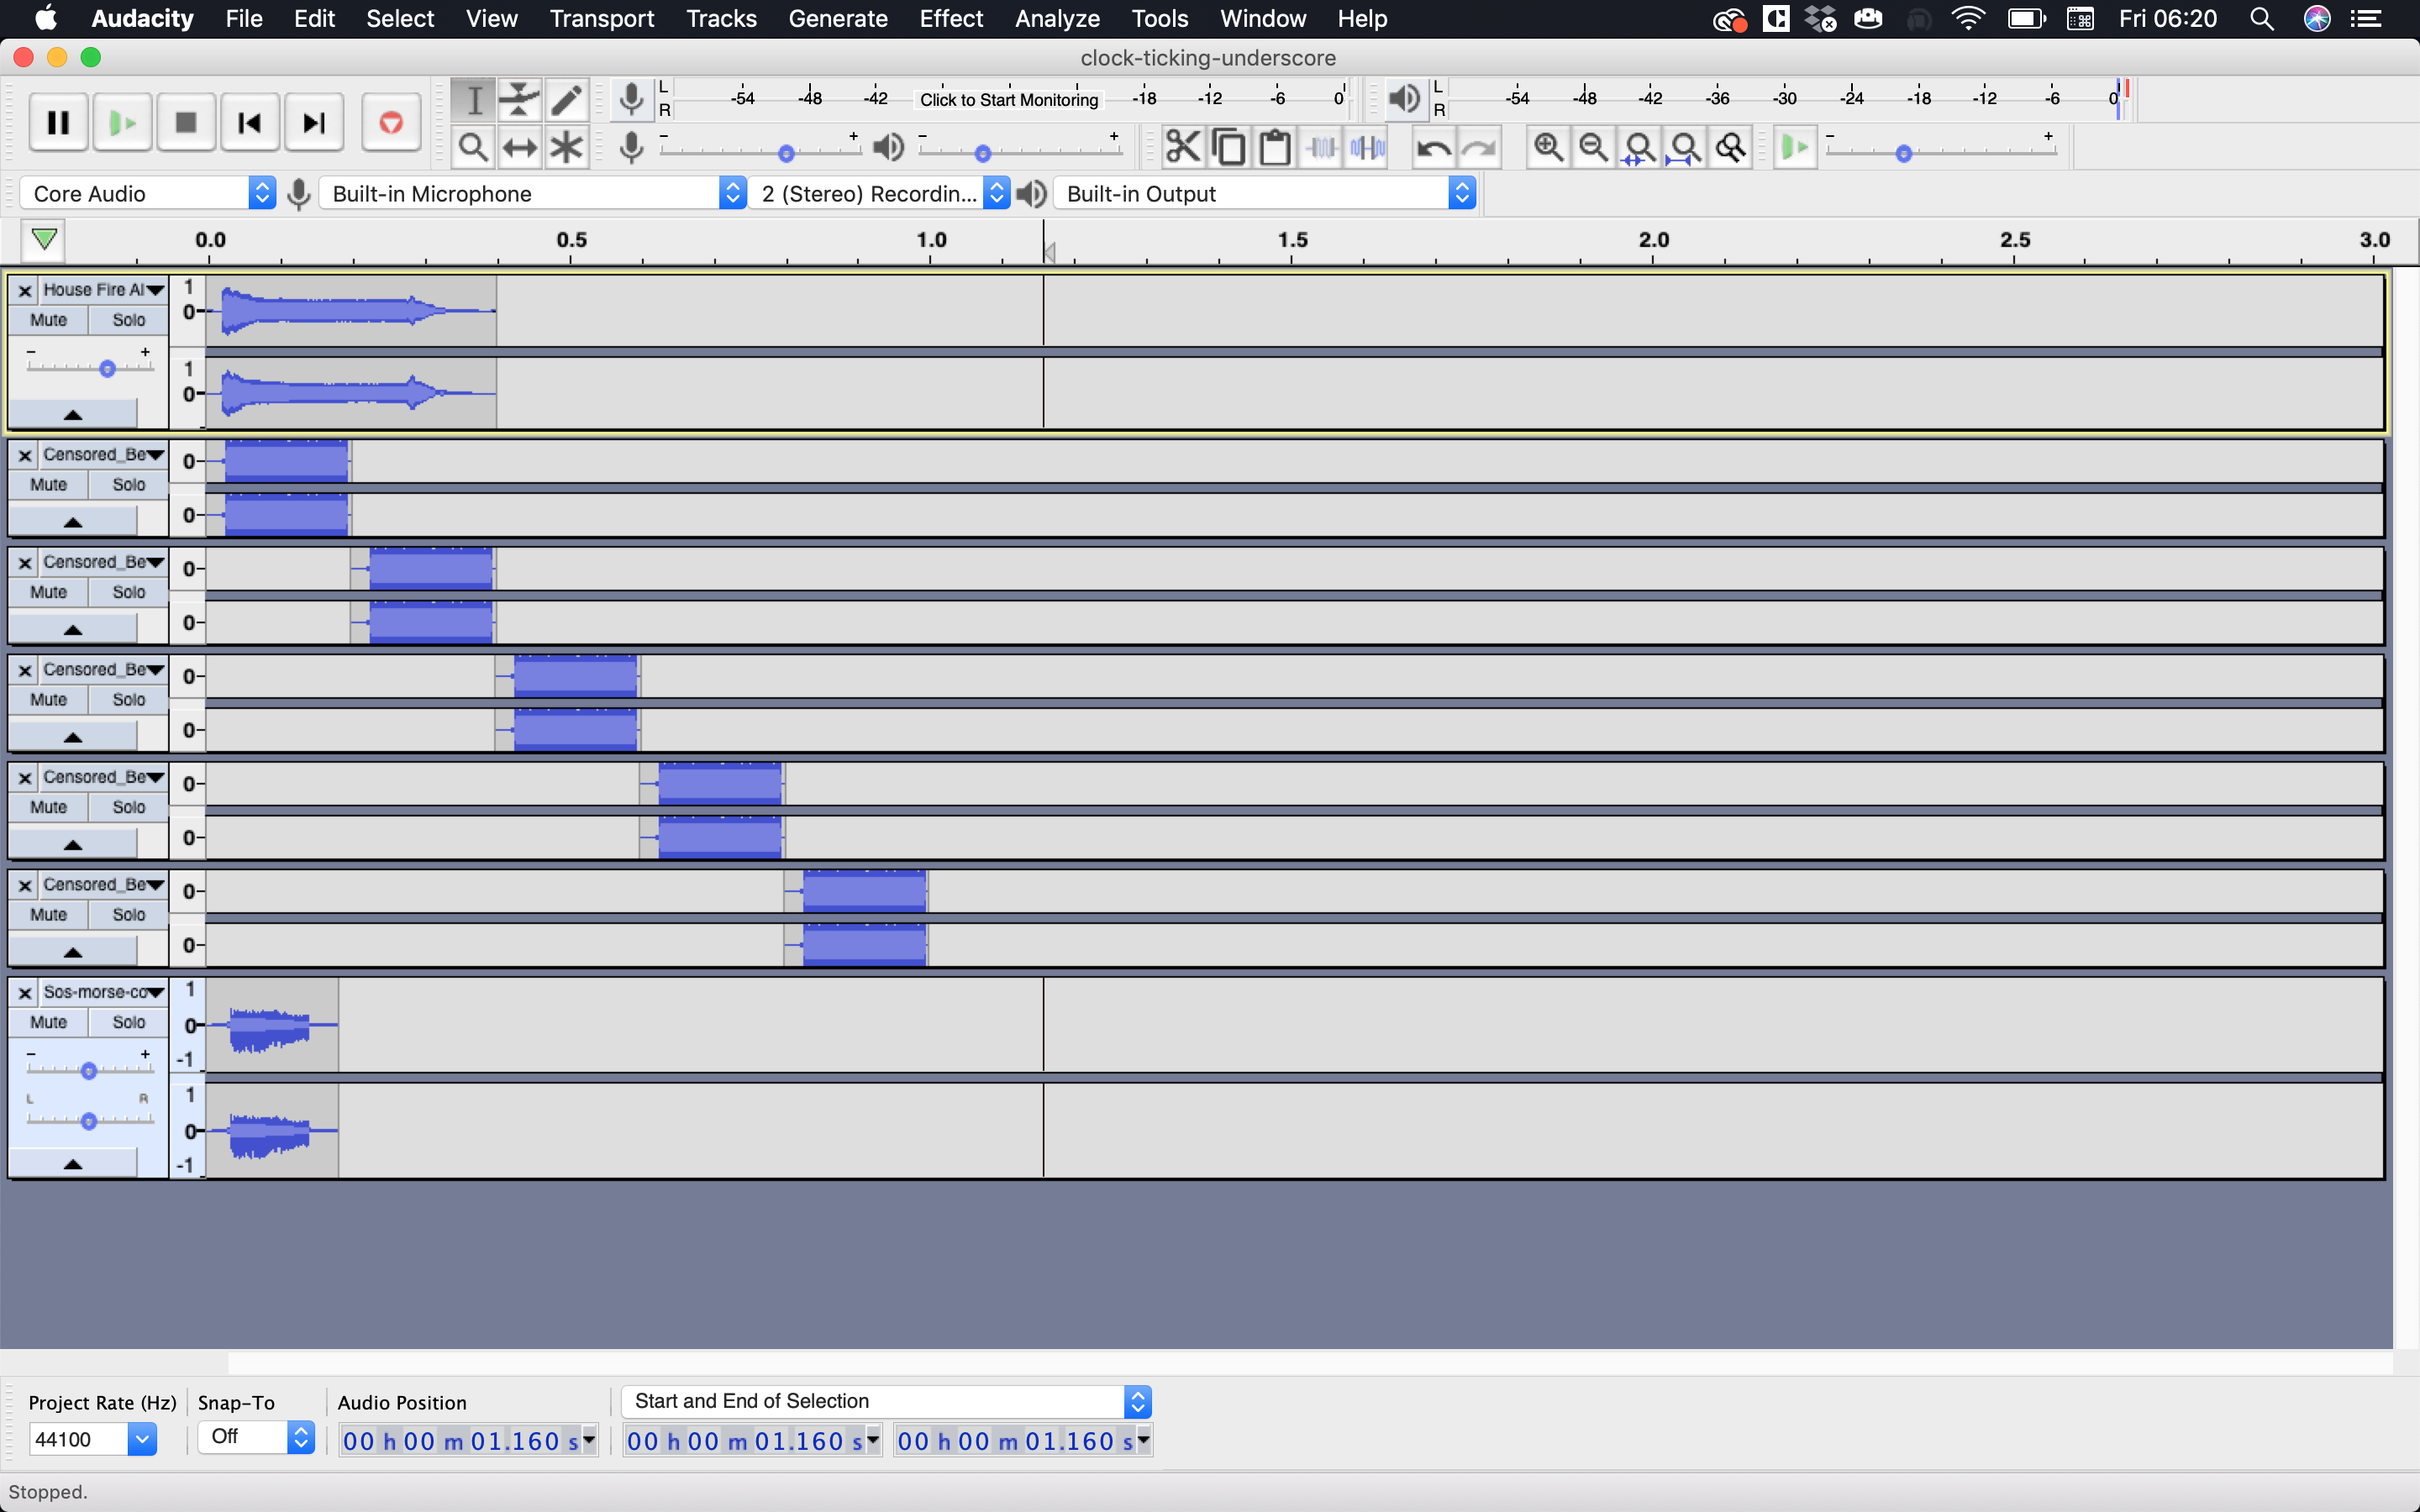 Audacity File Edit Select View Transport Tracks Generate Effect Analyze Tools Window Help Fri 06:20
clock-ticking-underscore
L R -54 -48 -42 Click to Start Monitoring -18 -12 -6 0
L R -54 -48 -42 -36 -30 -24 -18 -12 -6 0
- + - + - +
Core Audio Built-in Microphone 2 (Stereo) Recordin... Built-in Output
0.0 0.5 1.0 1.5 2.0 2.5 3.0
× House Fire Al 1
Mute Solo 0
- +
1
0
× Censored_Be 0
Mute Solo
0
× Censored_Be 0
Mute Solo
0
× Censored_Be 0
Mute Solo
0
× Censored_Be 0
Mute Solo
0
× Censored_Be 0
Mute Solo
0
× Sos-morse-co 1
Mute Solo 0
- + -1
L R 1
0
-1
Project Rate (Hz) Snap-To Audio Position Start and End of Selection
44100 Off 00 h 00 m 01.160 s 00 h 00 m 01.160 s 00 h 00 m 01.160 s
Stopped.